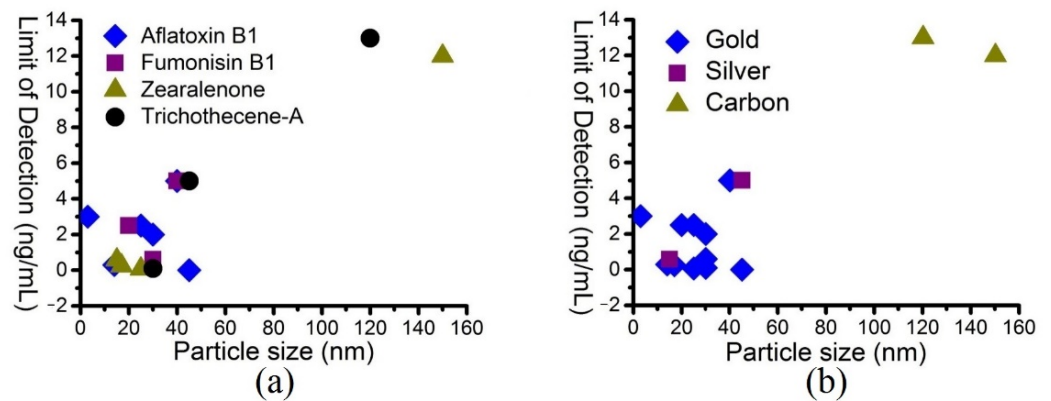 Limit of Detection (ng/mL)
14
12
10
8
6
4
2
0
−2
Aflatoxin B1
Fumonisin B1
Zearalenone
Trichothecene-A
0 20 40 60 80 100 120 140 160
Particle size (nm)
(a)
Limit of Detection (ng/mL)
14
12
10
8
6
4
2
0
−2
Gold
Silver
Carbon
0 20 40 60 80 100 120 140 160
Particle size (nm)
(b)